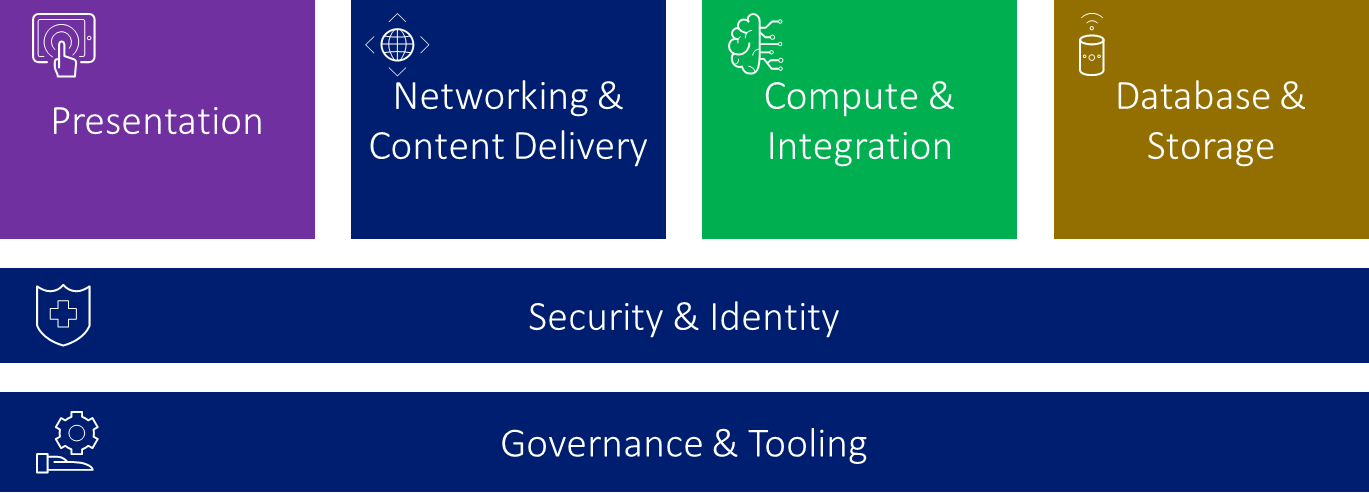 Presentation
Networking &
Content Delivery
Compute &
Integration
Database &
Storage
Security & Identity
Governance & Tooling